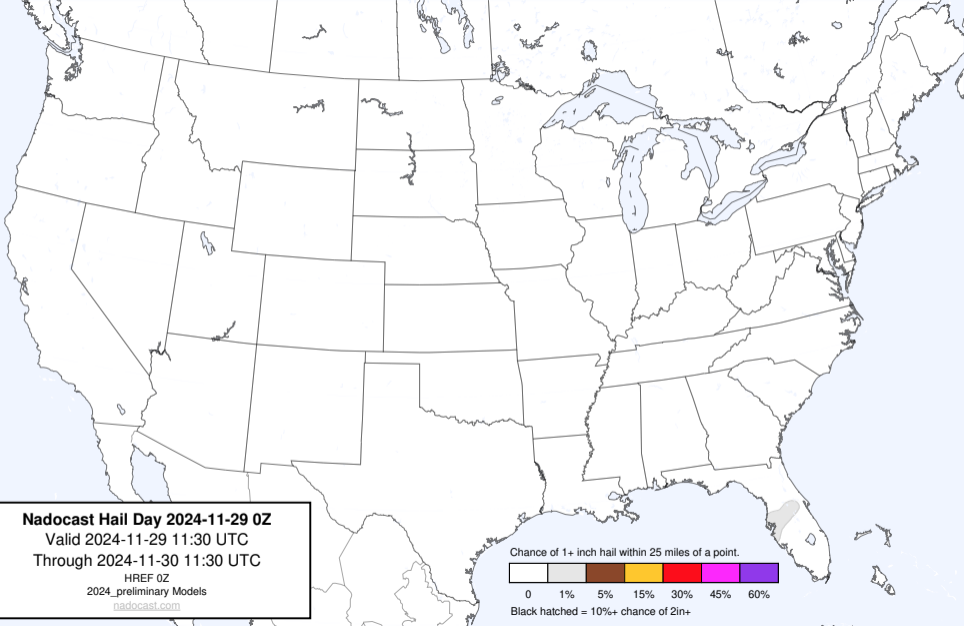 Nadocast Hail Day 2024-11-29 0Z
Valid 2024-11-29 11:30 UTC
Through 2024-11-30 11:30 UTC
HREF 0Z
2024_preliminary Models
nadocast.com
Chance of 1+ inch hail within 25 miles of a point.
0 1% 5% 15% 30% 45% 60%
Black hatched = 10%+ chance of 2in+